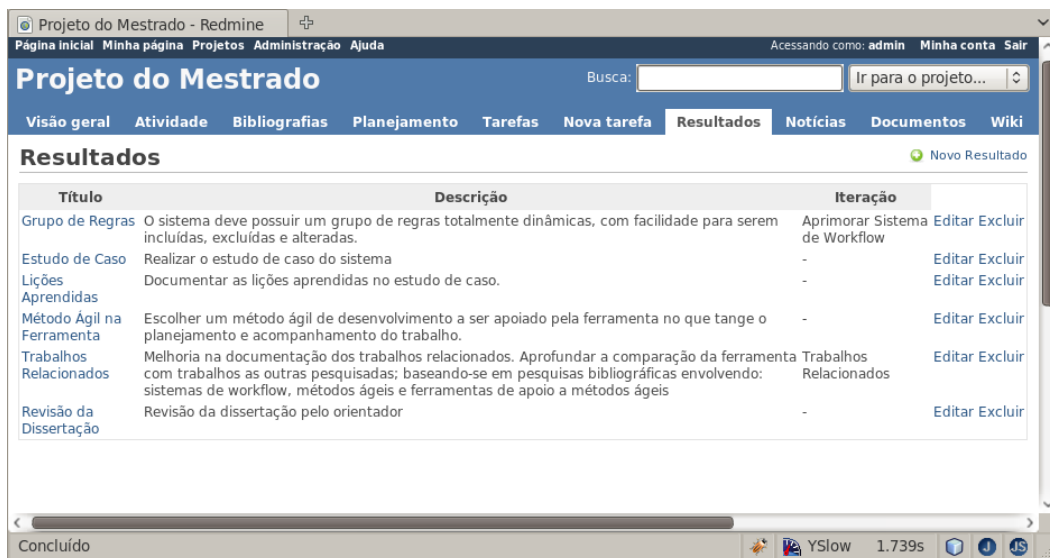 Projeto do Mestrado - Redmine
Página inicial Minha página Projetos Administração Ajuda Acessando como: admin Minha conta Sair
Projeto do Mestrado Busca: Ir para o projeto...
Visão geral Atividade Bibliografias Planejamento Tarefas Nova tarefa Resultados Notícias Documentos Wiki
Resultados Novo Resultado
Título Descrição Iteração
Grupo de Regras O sistema deve possuir um grupo de regras totalmente dinâmicas, com facilidade para serem Aprimorar Sistema Editar Excluir
incluídas, excluídas e alteradas. de Workflow
Estudo de Caso Realizar o estudo de caso do sistema - Editar Excluir
Lições Documentar as lições aprendidas no estudo de caso. - Editar Excluir
Aprendidas
Método Ágil na Escolher um método ágil de desenvolvimento a ser apoiado pela ferramenta no que tange o - Editar Excluir
Ferramenta planejamento e acompanhamento do trabalho.
Trabalhos Melhoria na documentação dos trabalhos relacionados. Aprofundar a comparação da ferramenta Trabalhos Editar Excluir
Relacionados com trabalhos as outras pesquisadas; baseando-se em pesquisas bibliográficas envolvendo: Relacionados
sistemas de workflow, métodos ágeis e ferramentas de apoio a métodos ágeis
Revisão da Revisão da dissertação pelo orientador - Editar Excluir
Dissertação
Concluído YSlow 1.739s J JS